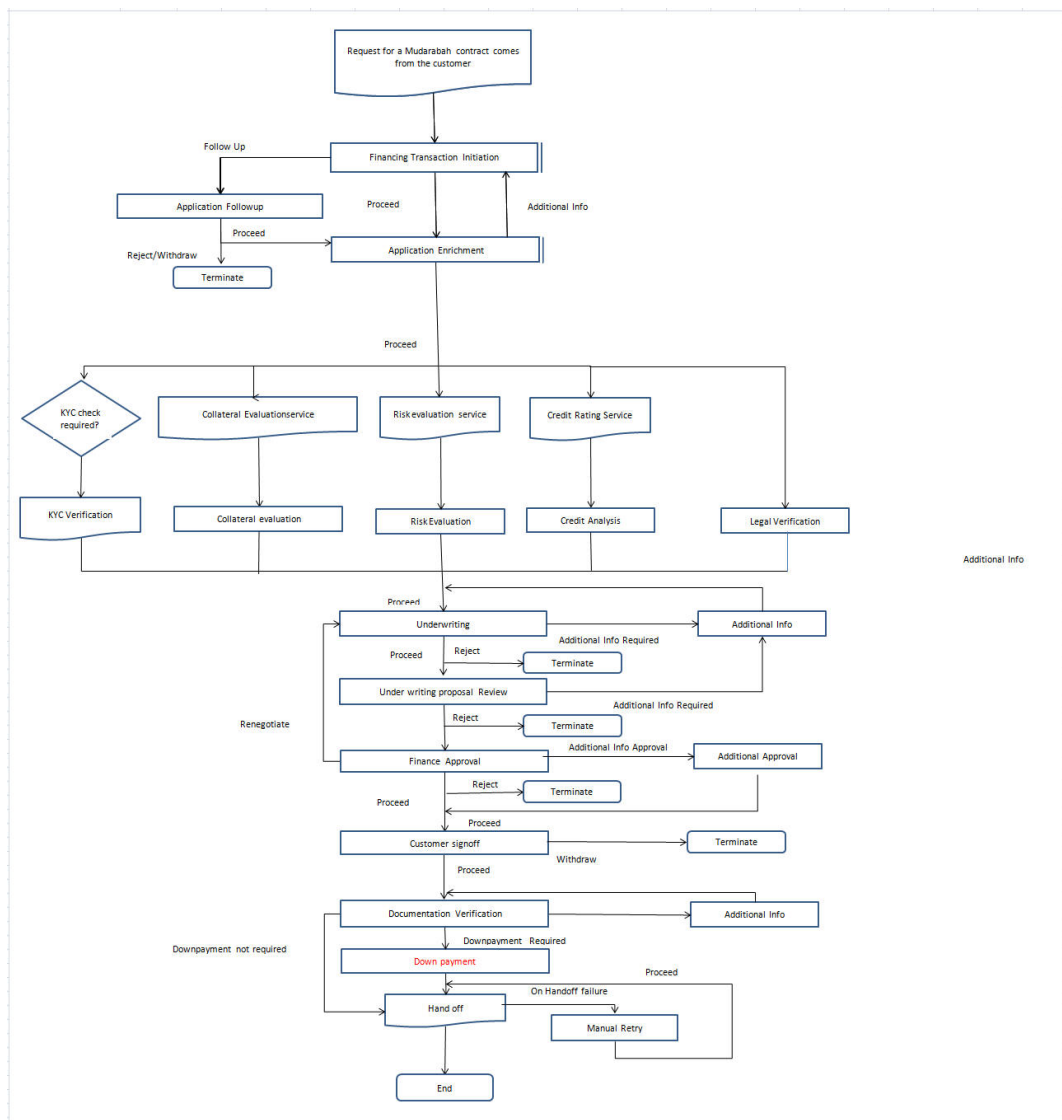 Request for a Mudarabah contract comes
from the customer
Follow Up
Financing Transaction Initiation
Application Followup
Proceed
Additional Info
Proceed
Application Enrichment
Reject/Withdraw
Terminate
Proceed
KYC check
required?
Collateral Evaluationservice
Risk evaluation service
Credit Rating Service
KYC Verification
Collateral evaluation
Risk Evaluation
Credit Analysis
Legal Verification
Additional Info
Proceed
Underwriting
Additional Info
Additional Info Required
Proceed
Reject
Terminate
Under writing proposal Review
Additional Info Required
Renegotiate
Reject
Terminate
Additional Info Approval
Finance Approval
Additional Approval
Reject
Terminate
Proceed
Proceed
Customer signoff
Terminate
Withdraw
Proceed
Documentation Verification
Additional Info
Downpayment not required
Downpayment Required
Down payment
Proceed
On Handoff failure
Hand off
Manual Retry
End